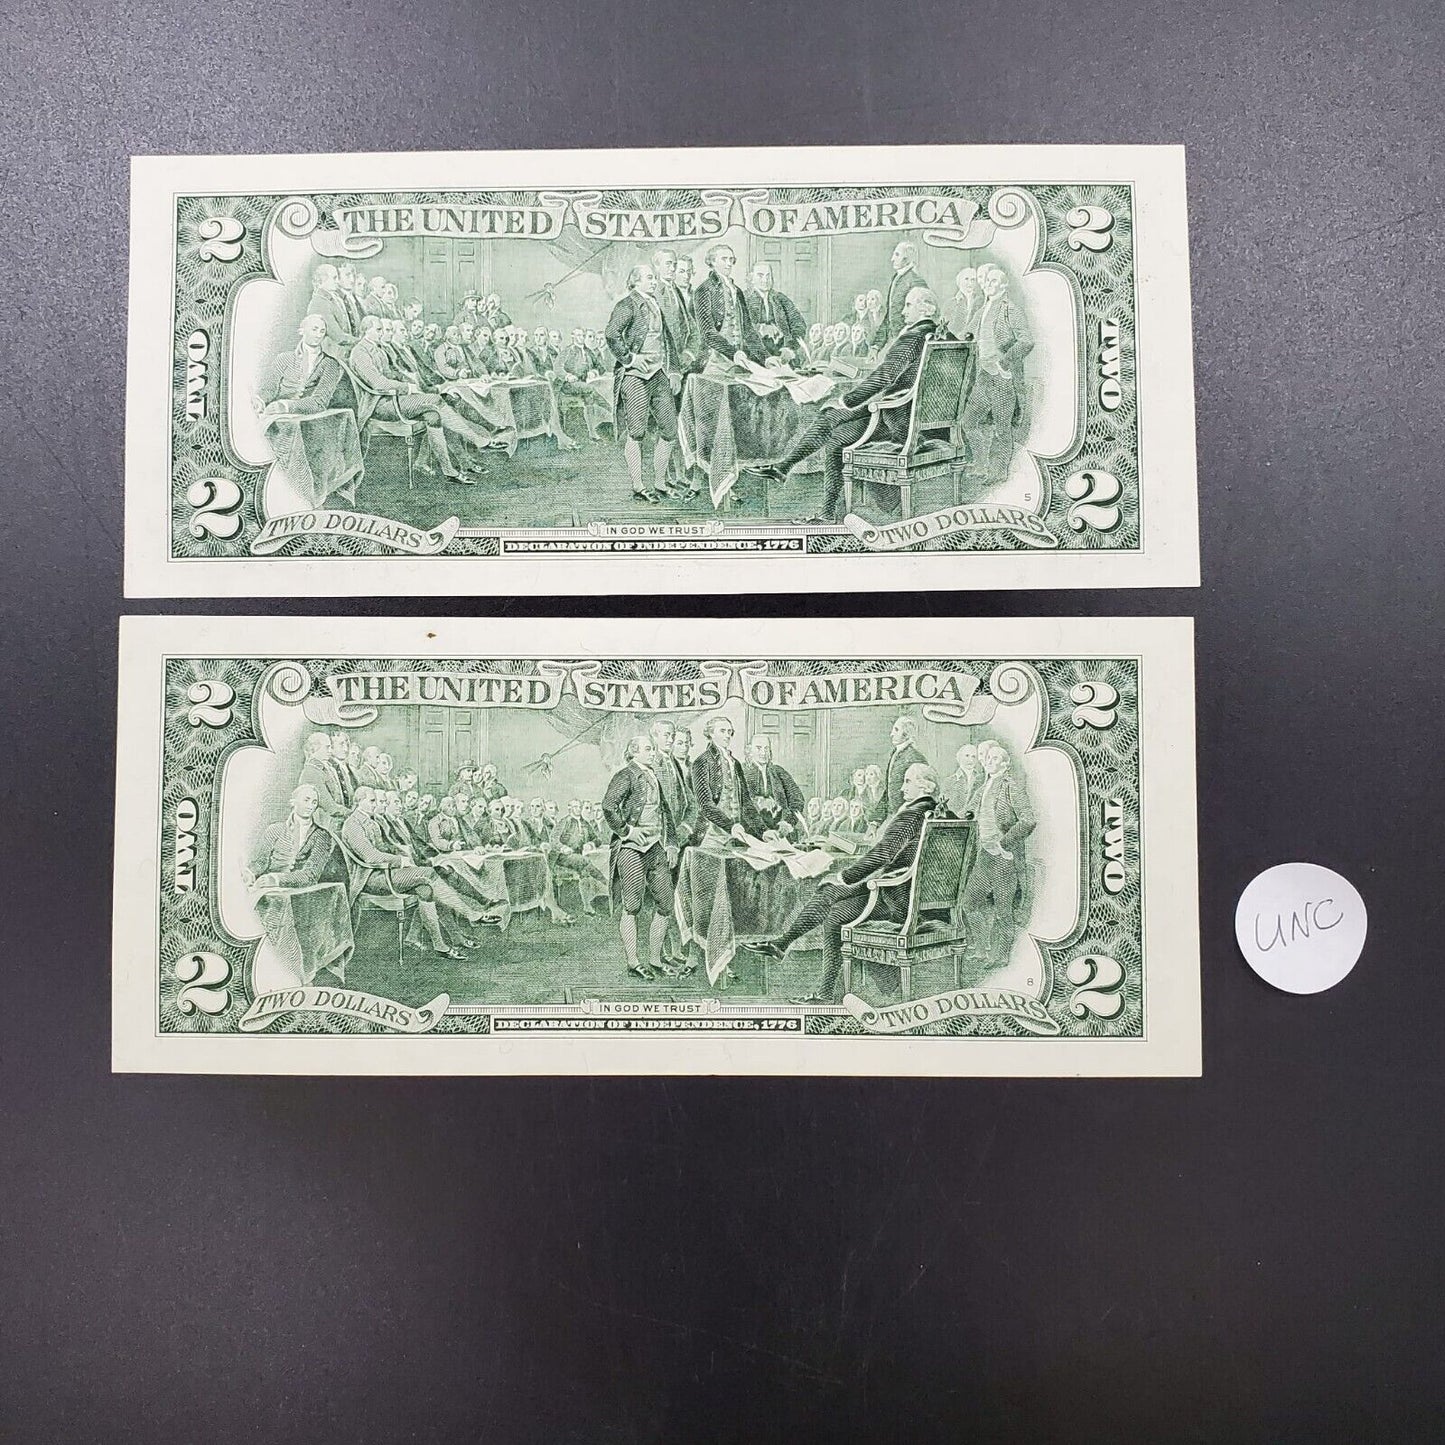 2 THE UNITED STATES OF AMERICA 2
TWO TWO
5
2 TWO DOLLARS IN GOD WE TRUST TWO DOLLARS 2
DECLARATION OF INDEPENDENCE, 1776
2 THE UNITED STATES OF AMERICA 2
TWO TWO
UNC
8
2 TWO DOLLARS IN GOD WE TRUST TWO DOLLARS 2
DECLARATION OF INDEPENDENCE, 1776